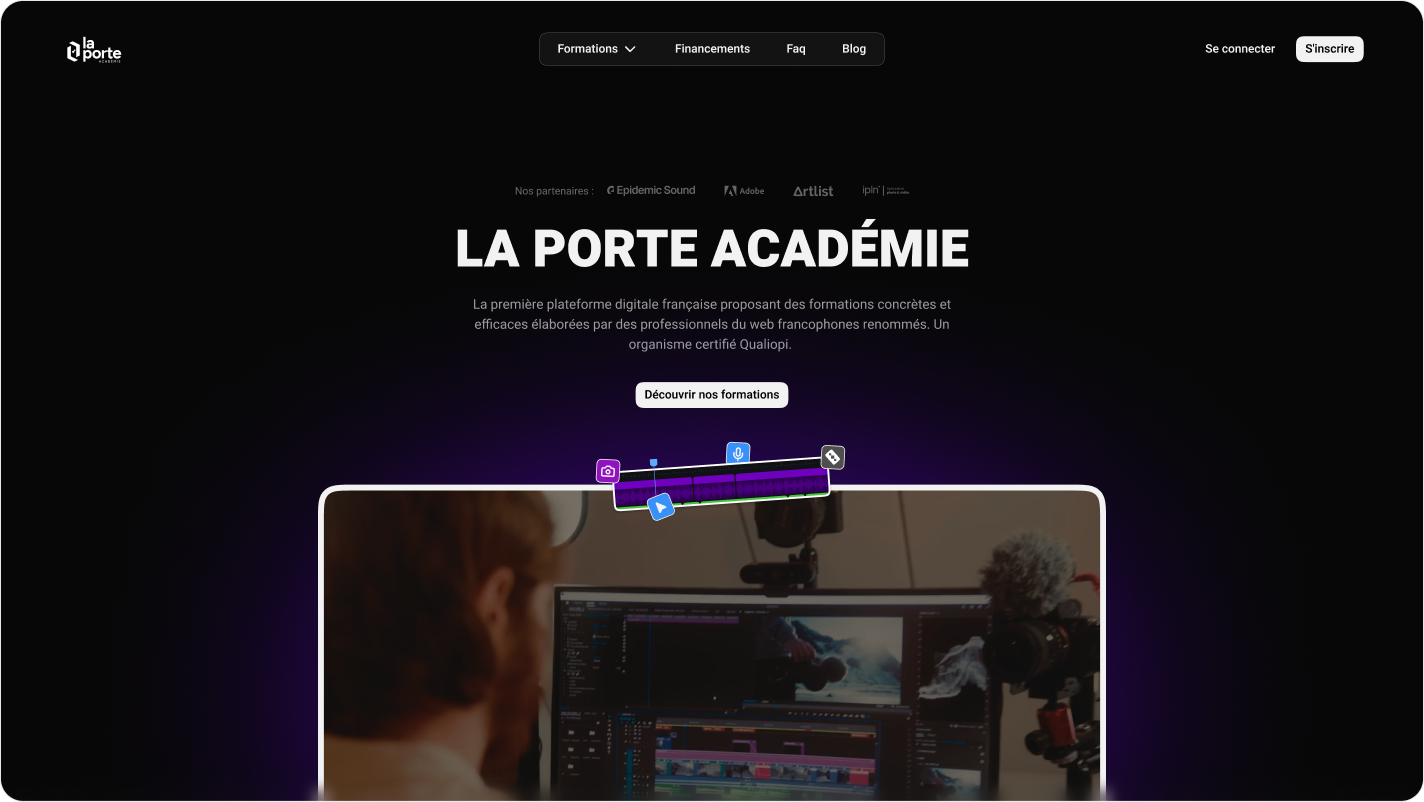 la
porte
ACADÉMIE
Formations
Financements
Faq
Blog
Se connecter
S'inscrire
Nos partenaires :
Epidemic Sound
Adobe
Artlist
ipln'
LA PORTE ACADÉMIE
La première plateforme digitale française proposant des formations concrètes et
efficaces élaborées par des professionnels du web francophones renommés. Un
organisme certifié Qualiopi.
Découvrir nos formations